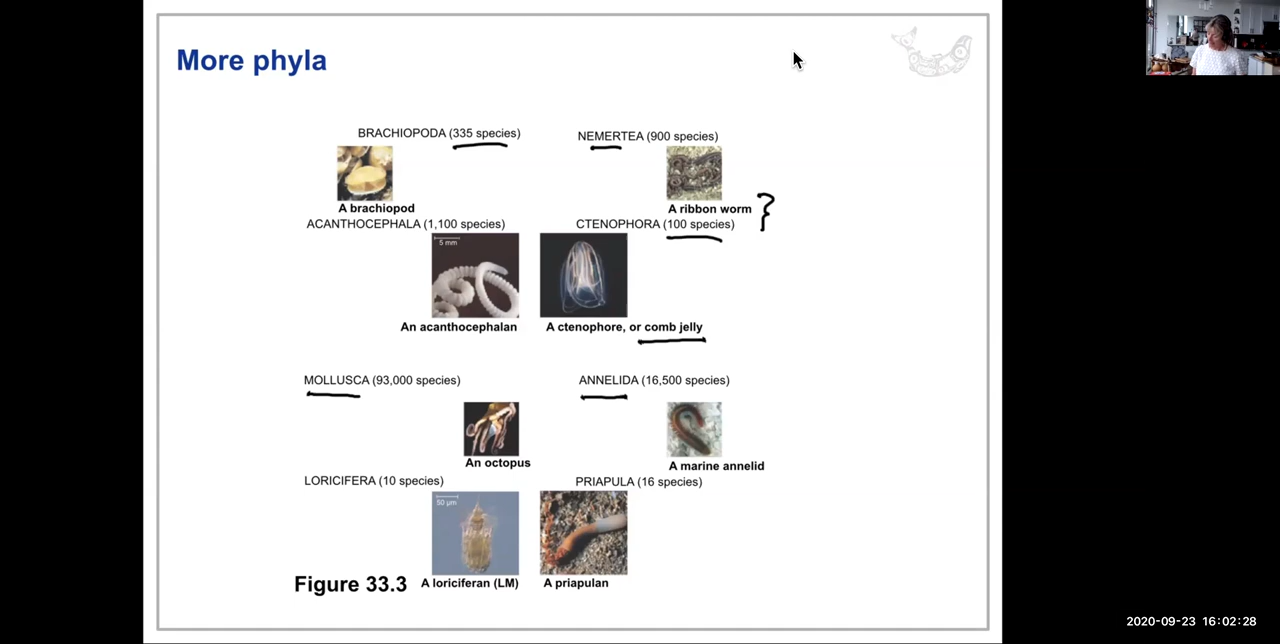 More phyla
BRACHIOPODA (335 species)
NEMERTEA (900 species)
A brachiopod
A ribbon worm
?
ACANTHOCEPHALA (1,100 species)
CTENOPHORA (100 species)
5 mm
An acanthocephalan
A ctenophore, or comb jelly
MOLLUSCA (93,000 species)
ANNELIDA (16,500 species)
An octopus
A marine annelid
LORICIFERA (10 species)
PRIAPULA (16 species)
50 μm
Figure 33.3
A loriciferan (LM)
A priapulan
2020-09-23 16:02:28